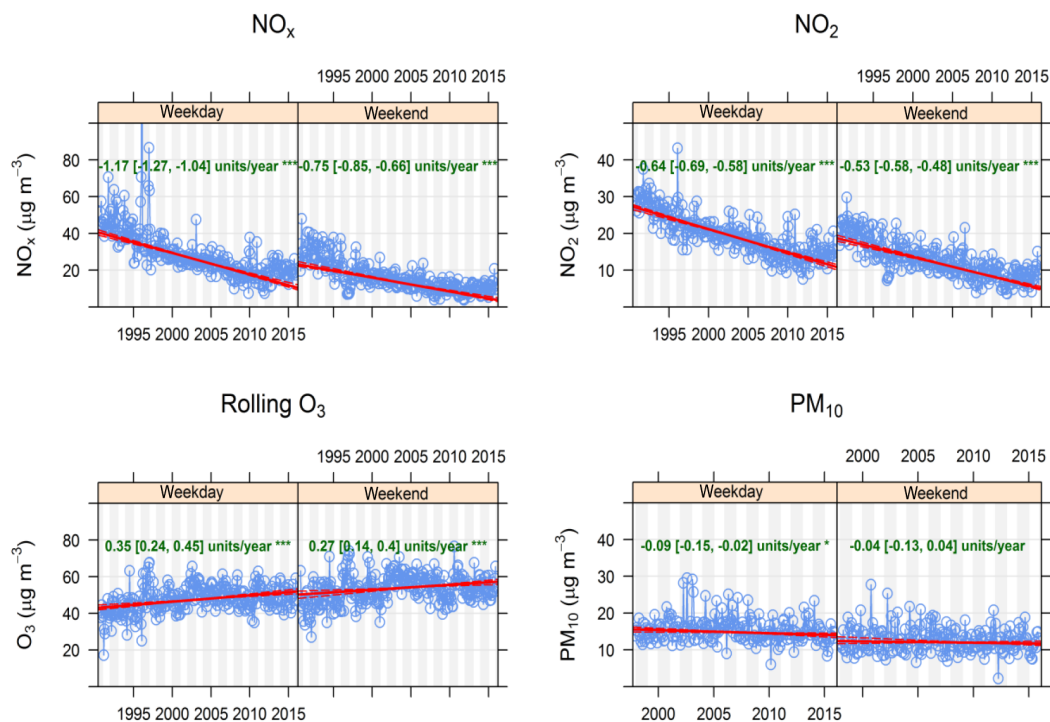 NOₓ
1995 2000 2005 2010 2015
Weekday Weekend
-1.17 [-1.27, -1.04] units/year *** -0.75 [-0.85, -0.66] units/year ***
80
60
40
20
NOₓ (μg m⁻³)
1995 2000 2005 2010 2015
NO₂
1995 2000 2005 2010 2015
Weekday Weekend
-0.64 [-0.69, -0.58] units/year *** -0.53 [-0.58, -0.48] units/year ***
40
30
20
10
NO₂ (μg m⁻³)
1995 2000 2005 2010 2015
Rolling O₃
1995 2000 2005 2010 2015
Weekday Weekend
0.35 [0.24, 0.45] units/year *** 0.27 [0.14, 0.4] units/year ***
80
60
40
20
O₃ (μg m⁻³)
1995 2000 2005 2010 2015
PM₁₀
2000 2005 2010 2015
Weekday Weekend
-0.09 [-0.15, -0.02] units/year * -0.04 [-0.13, 0.04] units/year
40
30
20
10
PM₁₀ (μg m⁻³)
2000 2005 2010 2015